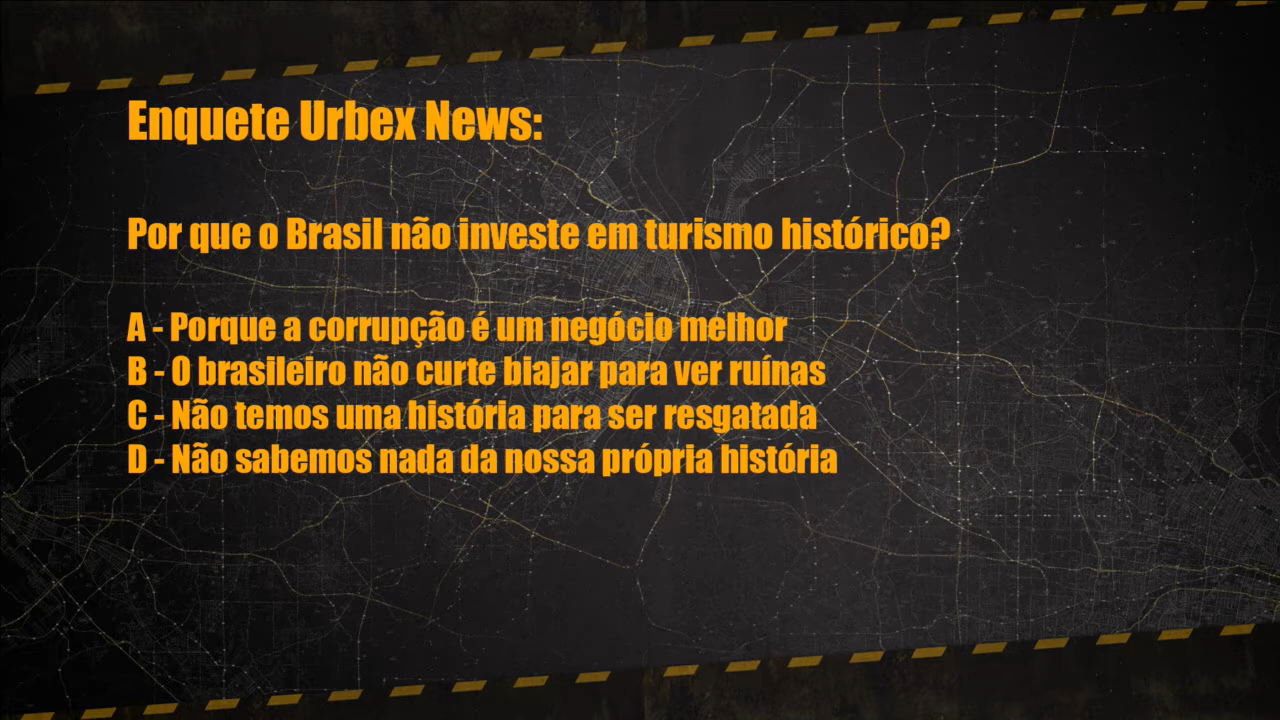 Enquete Urbex News:
Por que o Brasil não investe em turismo histórico?
A - Porque a corrupção é um negócio melhor
B - O brasileiro não curte biajar para ver ruínas
C - Não temos uma história para ser resgatada
D - Não sabemos nada da nossa própria história